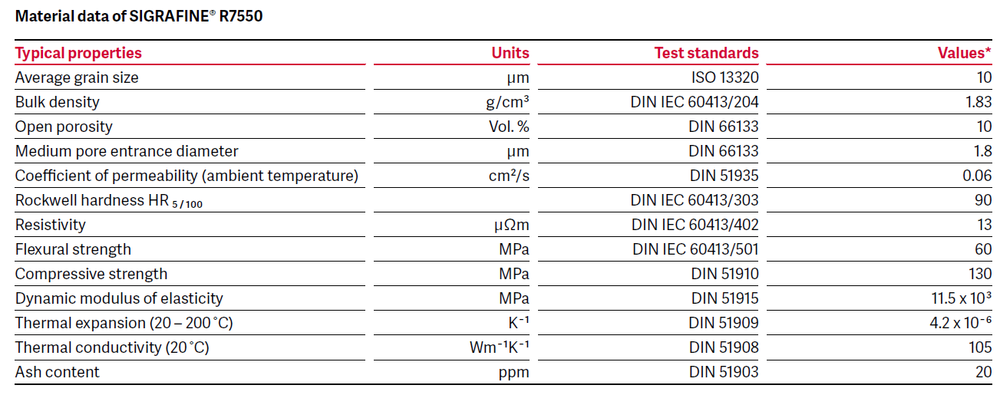 Material data of SIGRAFINE® R7550
Typical properties Units Test standards Values*
Average grain size µm ISO 13320 10
Bulk density g/cm³ DIN IEC 60413/204 1.83
Open porosity Vol. % DIN 66133 10
Medium pore entrance diameter µm DIN 66133 1.8
Coefficient of permeability (ambient temperature) cm²/s DIN 51935 0.06
Rockwell hardness HR 5/100 DIN IEC 60413/303 90
Resistivity µΩm DIN IEC 60413/402 13
Flexural strength MPa DIN IEC 60413/501 60
Compressive strength MPa DIN 51910 130
Dynamic modulus of elasticity MPa DIN 51915 11.5 x 10³
Thermal expansion (20 – 200 °C) K⁻¹ DIN 51909 4.2 x 10⁻⁶
Thermal conductivity (20 °C) Wm⁻¹K⁻¹ DIN 51908 105
Ash content ppm DIN 51903 20